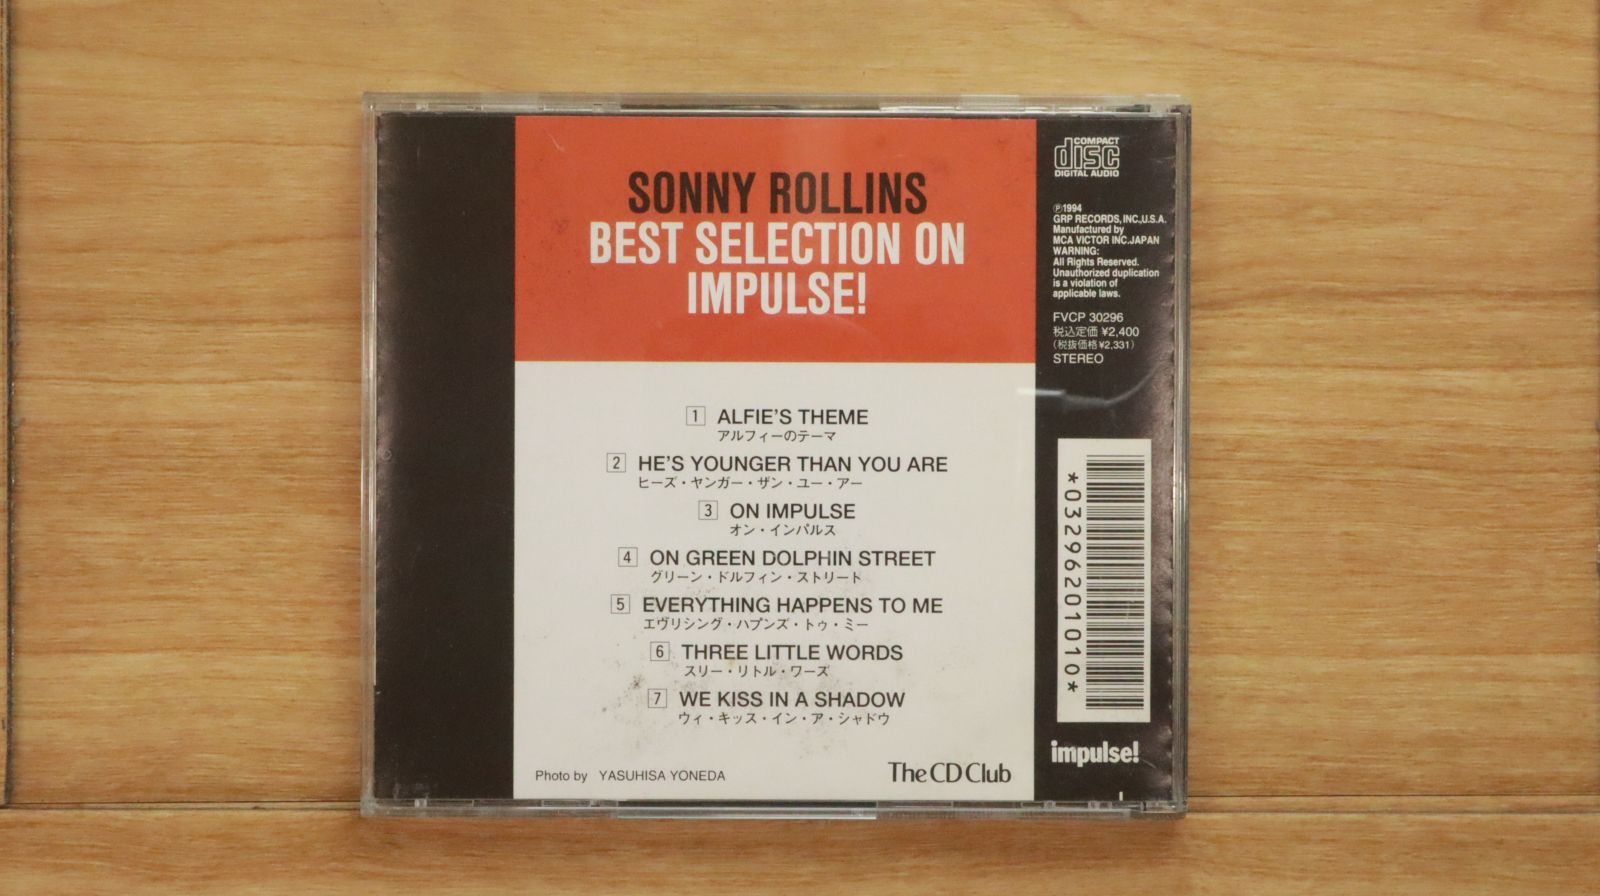 SONNY ROLLINS
BEST SELECTION ON
IMPULSE!
1 ALFIE'S THEME
アルフィーのテーマ
2 HE'S YOUNGER THAN YOU ARE
ヒーズ・ヤンガー・ザン・ユー・アー
3 ON IMPULSE
オン・インパルス
4 ON GREEN DOLPHIN STREET
グリーン・ドルフィン・ストリート
5 EVERYTHING HAPPENS TO ME
エヴリシング・ハプンズ・トゥ・ミー
6 THREE LITTLE WORDS
スリー・リトル・ワーズ
7 WE KISS IN A SHADOW
ウィ・キッス・イン・ア・シャドウ
Photo by YASUHISA YONEDA
The CD Club
COMPACT
disc
DIGITAL AUDIO
Ⓟ1994
GRP RECORDS, INC.,U.S.A.
Manufactured by
MCA VICTOR INC.JAPAN
WARNING:
All Rights Reserved.
Unauthorized duplication
is a violation of
applicable laws.
FVCP 30296
税込定価 ¥2,400
(税抜価格¥2,331)
STEREO
*0329620101010*
impulse!